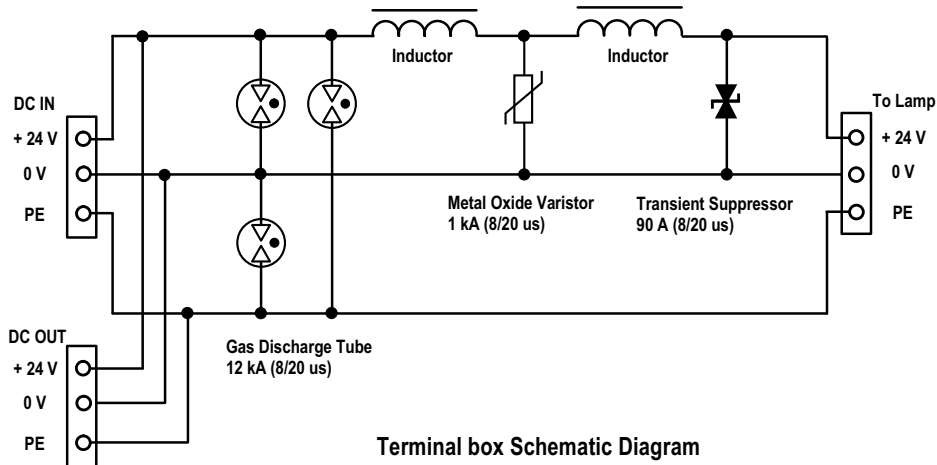 Inductor
Inductor
DC IN
+ 24 V
0 V
PE
To Lamp
+ 24 V
0 V
PE
Metal Oxide Varistor
1 kA (8/20 us)
Transient Suppressor
90 A (8/20 us)
DC OUT
+ 24 V
0 V
PE
Gas Discharge Tube
12 kA (8/20 us)
Terminal box Schematic Diagram